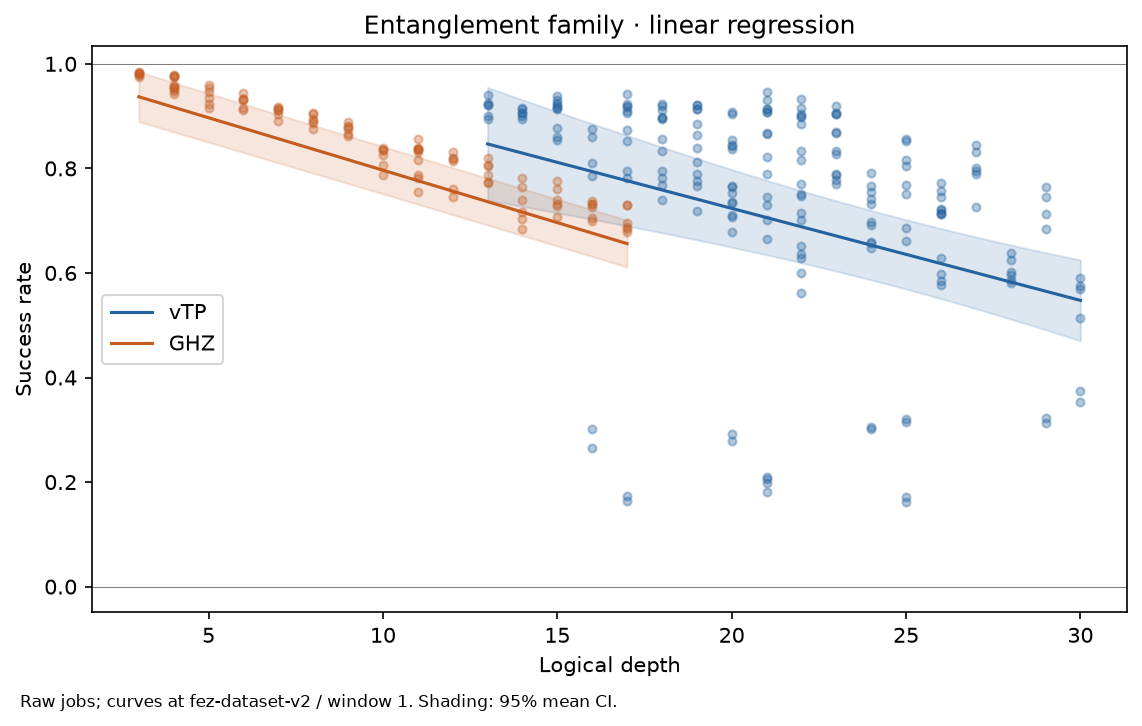 Entanglement family · linear regression
Success rate
1.0
0.8
0.6
0.4
0.2
0.0
vTP
GHZ
5 10 15 20 25 30
Logical depth
Raw jobs; curves at fez-dataset-v2 / window 1. Shading: 95% mean CI.